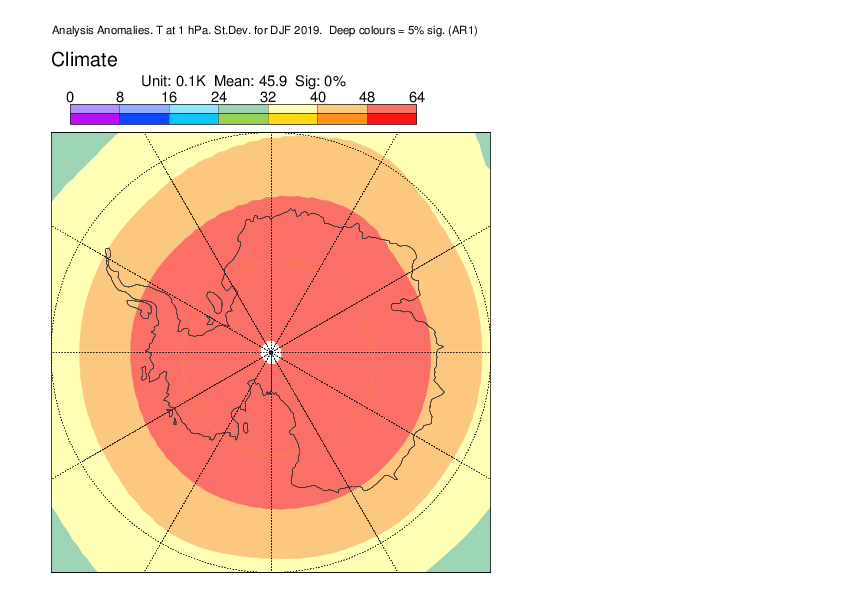 Analysis Anomalies. T at 1 hPa. St.Dev. for DJF 2019.  Deep colours = 5% sig. (AR1)
Climate
Unit: 0.1K  Mean: 45.9  Sig: 0%
0 8 16 24 32 40 48 64